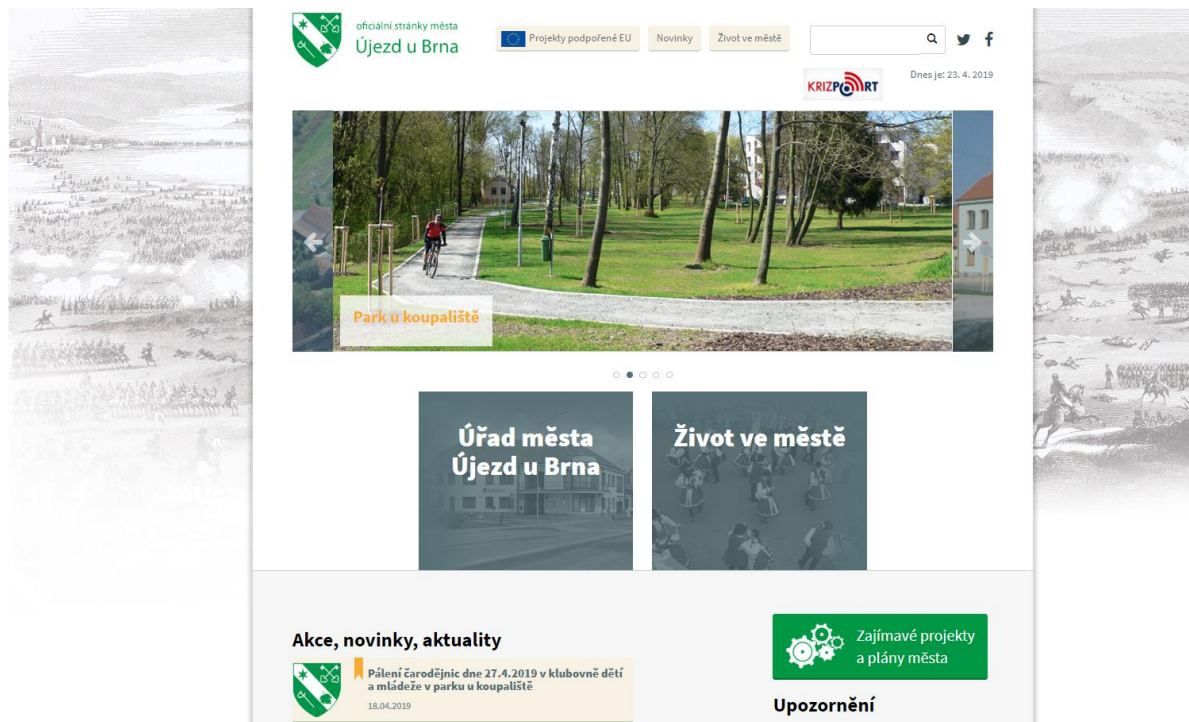 oficiální stránky města
Újezd u Brna
Projekty podpořené EU
Novinky
Život ve městě
KRIZPORT
Dnes je: 23. 4. 2019
Park u koupaliště
Úřad města
Újezd u Brna
Život ve městě
Akce, novinky, aktuality
Pálení čarodějnic dne 27.4.2019 v klubovně dětí
a mládeže v parku u koupaliště
18.04.2019
Zajímavé projekty
a plány města
Upozornění